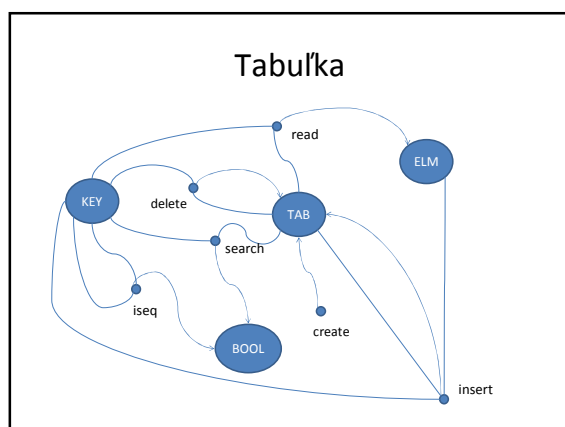 Tabuľka
read
ELM
KEY
delete
TAB
search
iseq
create
BOOL
insert